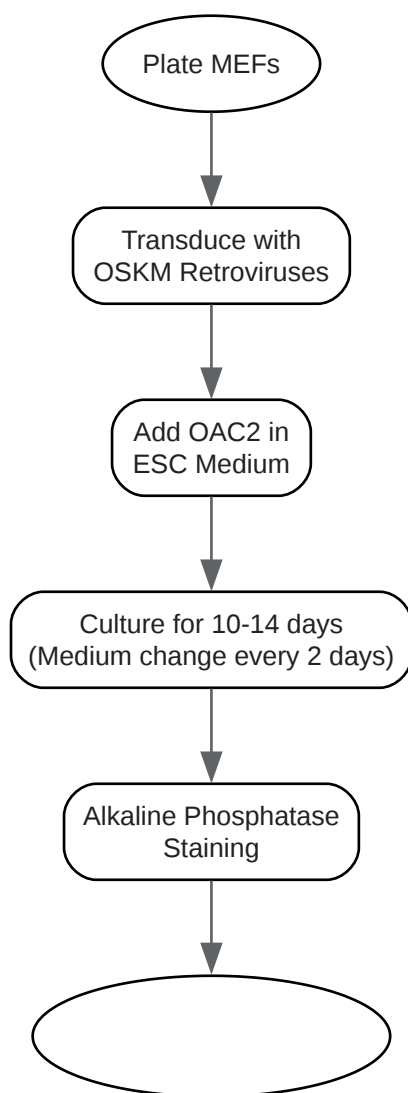 Plate MEFs
Transduce with
OSKM Retroviruses
Add OAC2 in
ESC Medium
Culture for 10-14 days
(Medium change every 2 days)
Alkaline Phosphatase
Staining